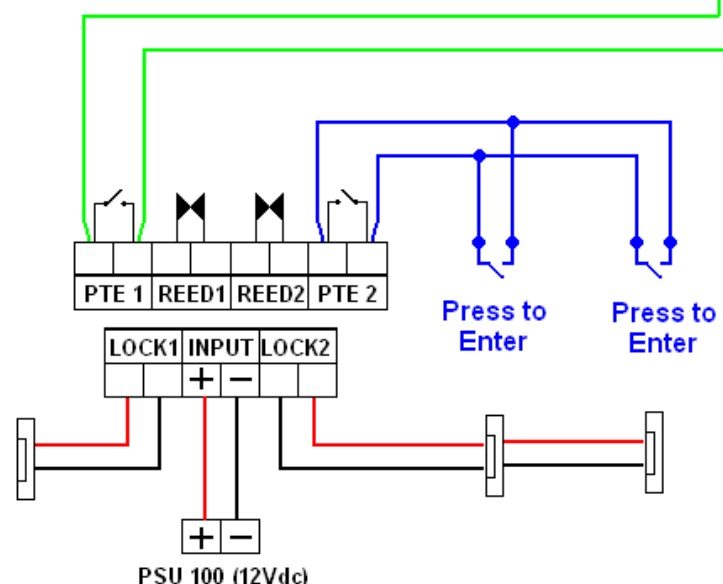 PTE 1 REED1 REED2 PTE 2
Press to
Enter
Press to
Enter
LOCK1 INPUT LOCK2
+ −
+ −
PSU 100 (12Vdc)